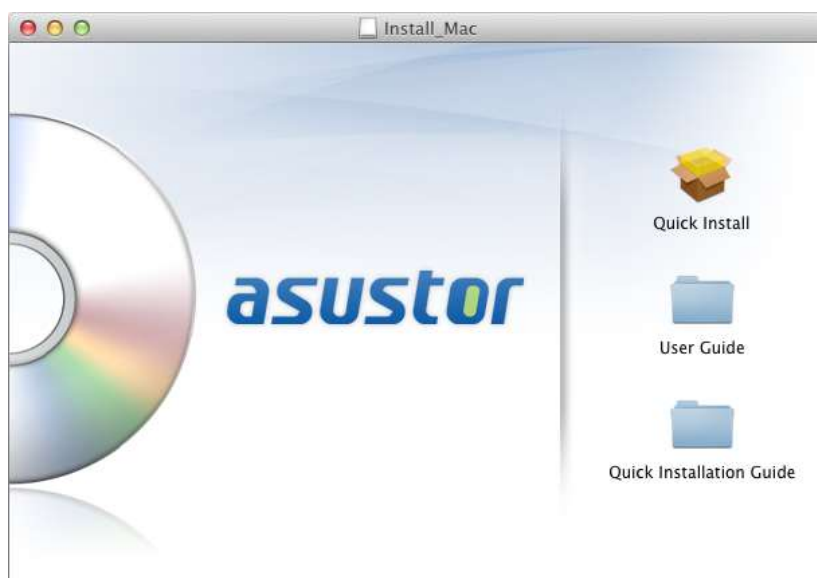 Install_Mac
asustor
Quick Install
User Guide
Quick Installation Guide